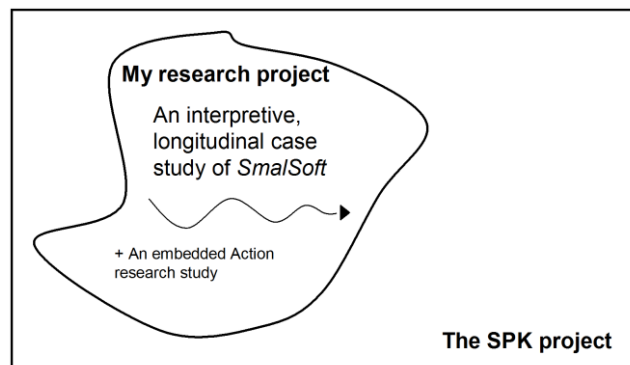 My research project
An interpretive,
longitudinal case
study of SmalSoft
+ An embedded Action
research study
The SPK project